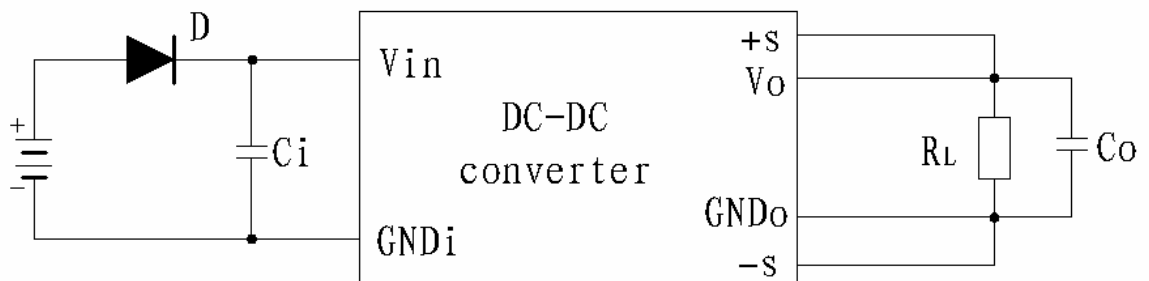 D
+
−
Ci
Vin
GNDi
DC-DC
converter
+S
Vo
GNDo
-S
RL
Co